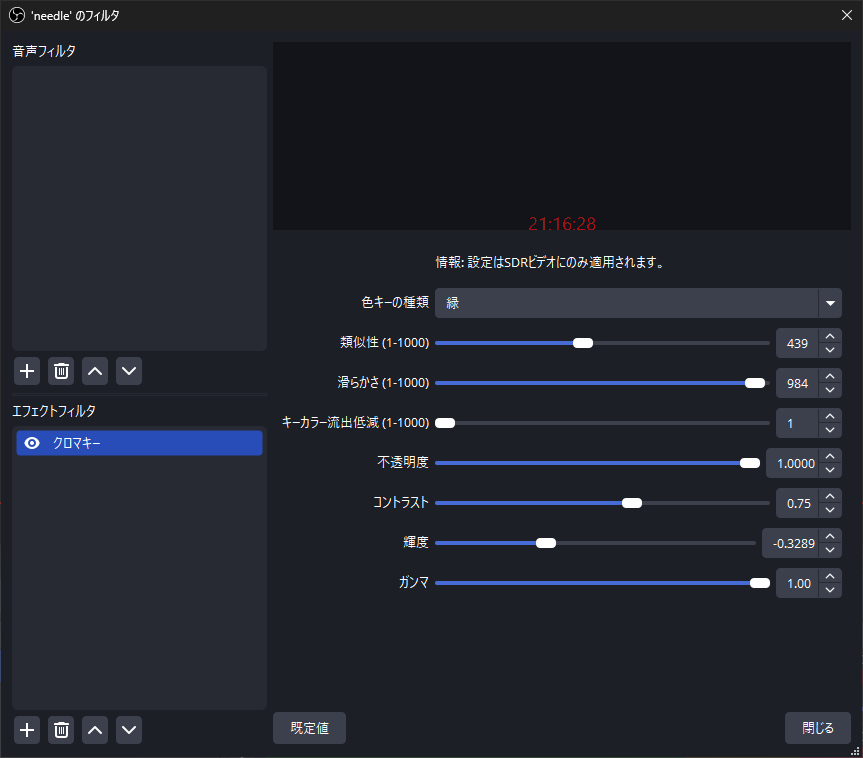 'needle' のフィルタ
音声フィルタ
21:16:28
情報: 設定はSDRビデオにのみ適用されます。
色キーの種類 緑
類似性 (1-1000) 439
滑らかさ (1-1000) 984
キーカラー流出低減 (1-1000) 1
不透明度 1.0000
コントラスト 0.75
輝度 -0.3289
ガンマ 1.00
エフェクトフィルタ
クロマキー
既定値
閉じる